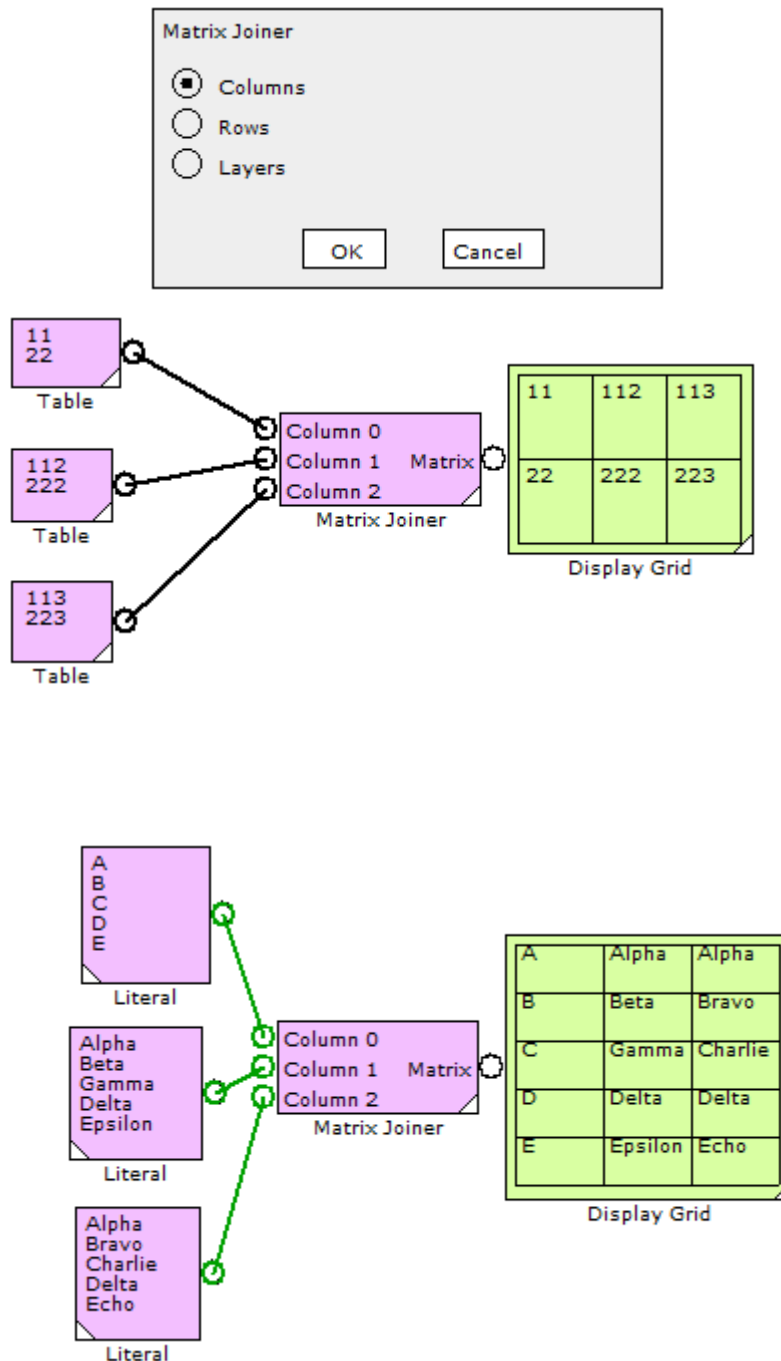 Matrix Joiner
Columns
Rows
Layers
OK Cancel
11
22
Table
112
222
Table
113
223
Table
Column 0
Column 1 Matrix
Column 2
Matrix Joiner
11 112 113
22 222 223
Display Grid
A
B
C
D
E
Literal
Alpha
Beta
Gamma
Delta
Epsilon
Literal
Alpha
Bravo
Charlie
Delta
Echo
Literal
Column 0
Column 1 Matrix
Column 2
Matrix Joiner
A Alpha Alpha
B Beta Bravo
C Gamma Charlie
D Delta Delta
E Epsilon Echo
Display Grid